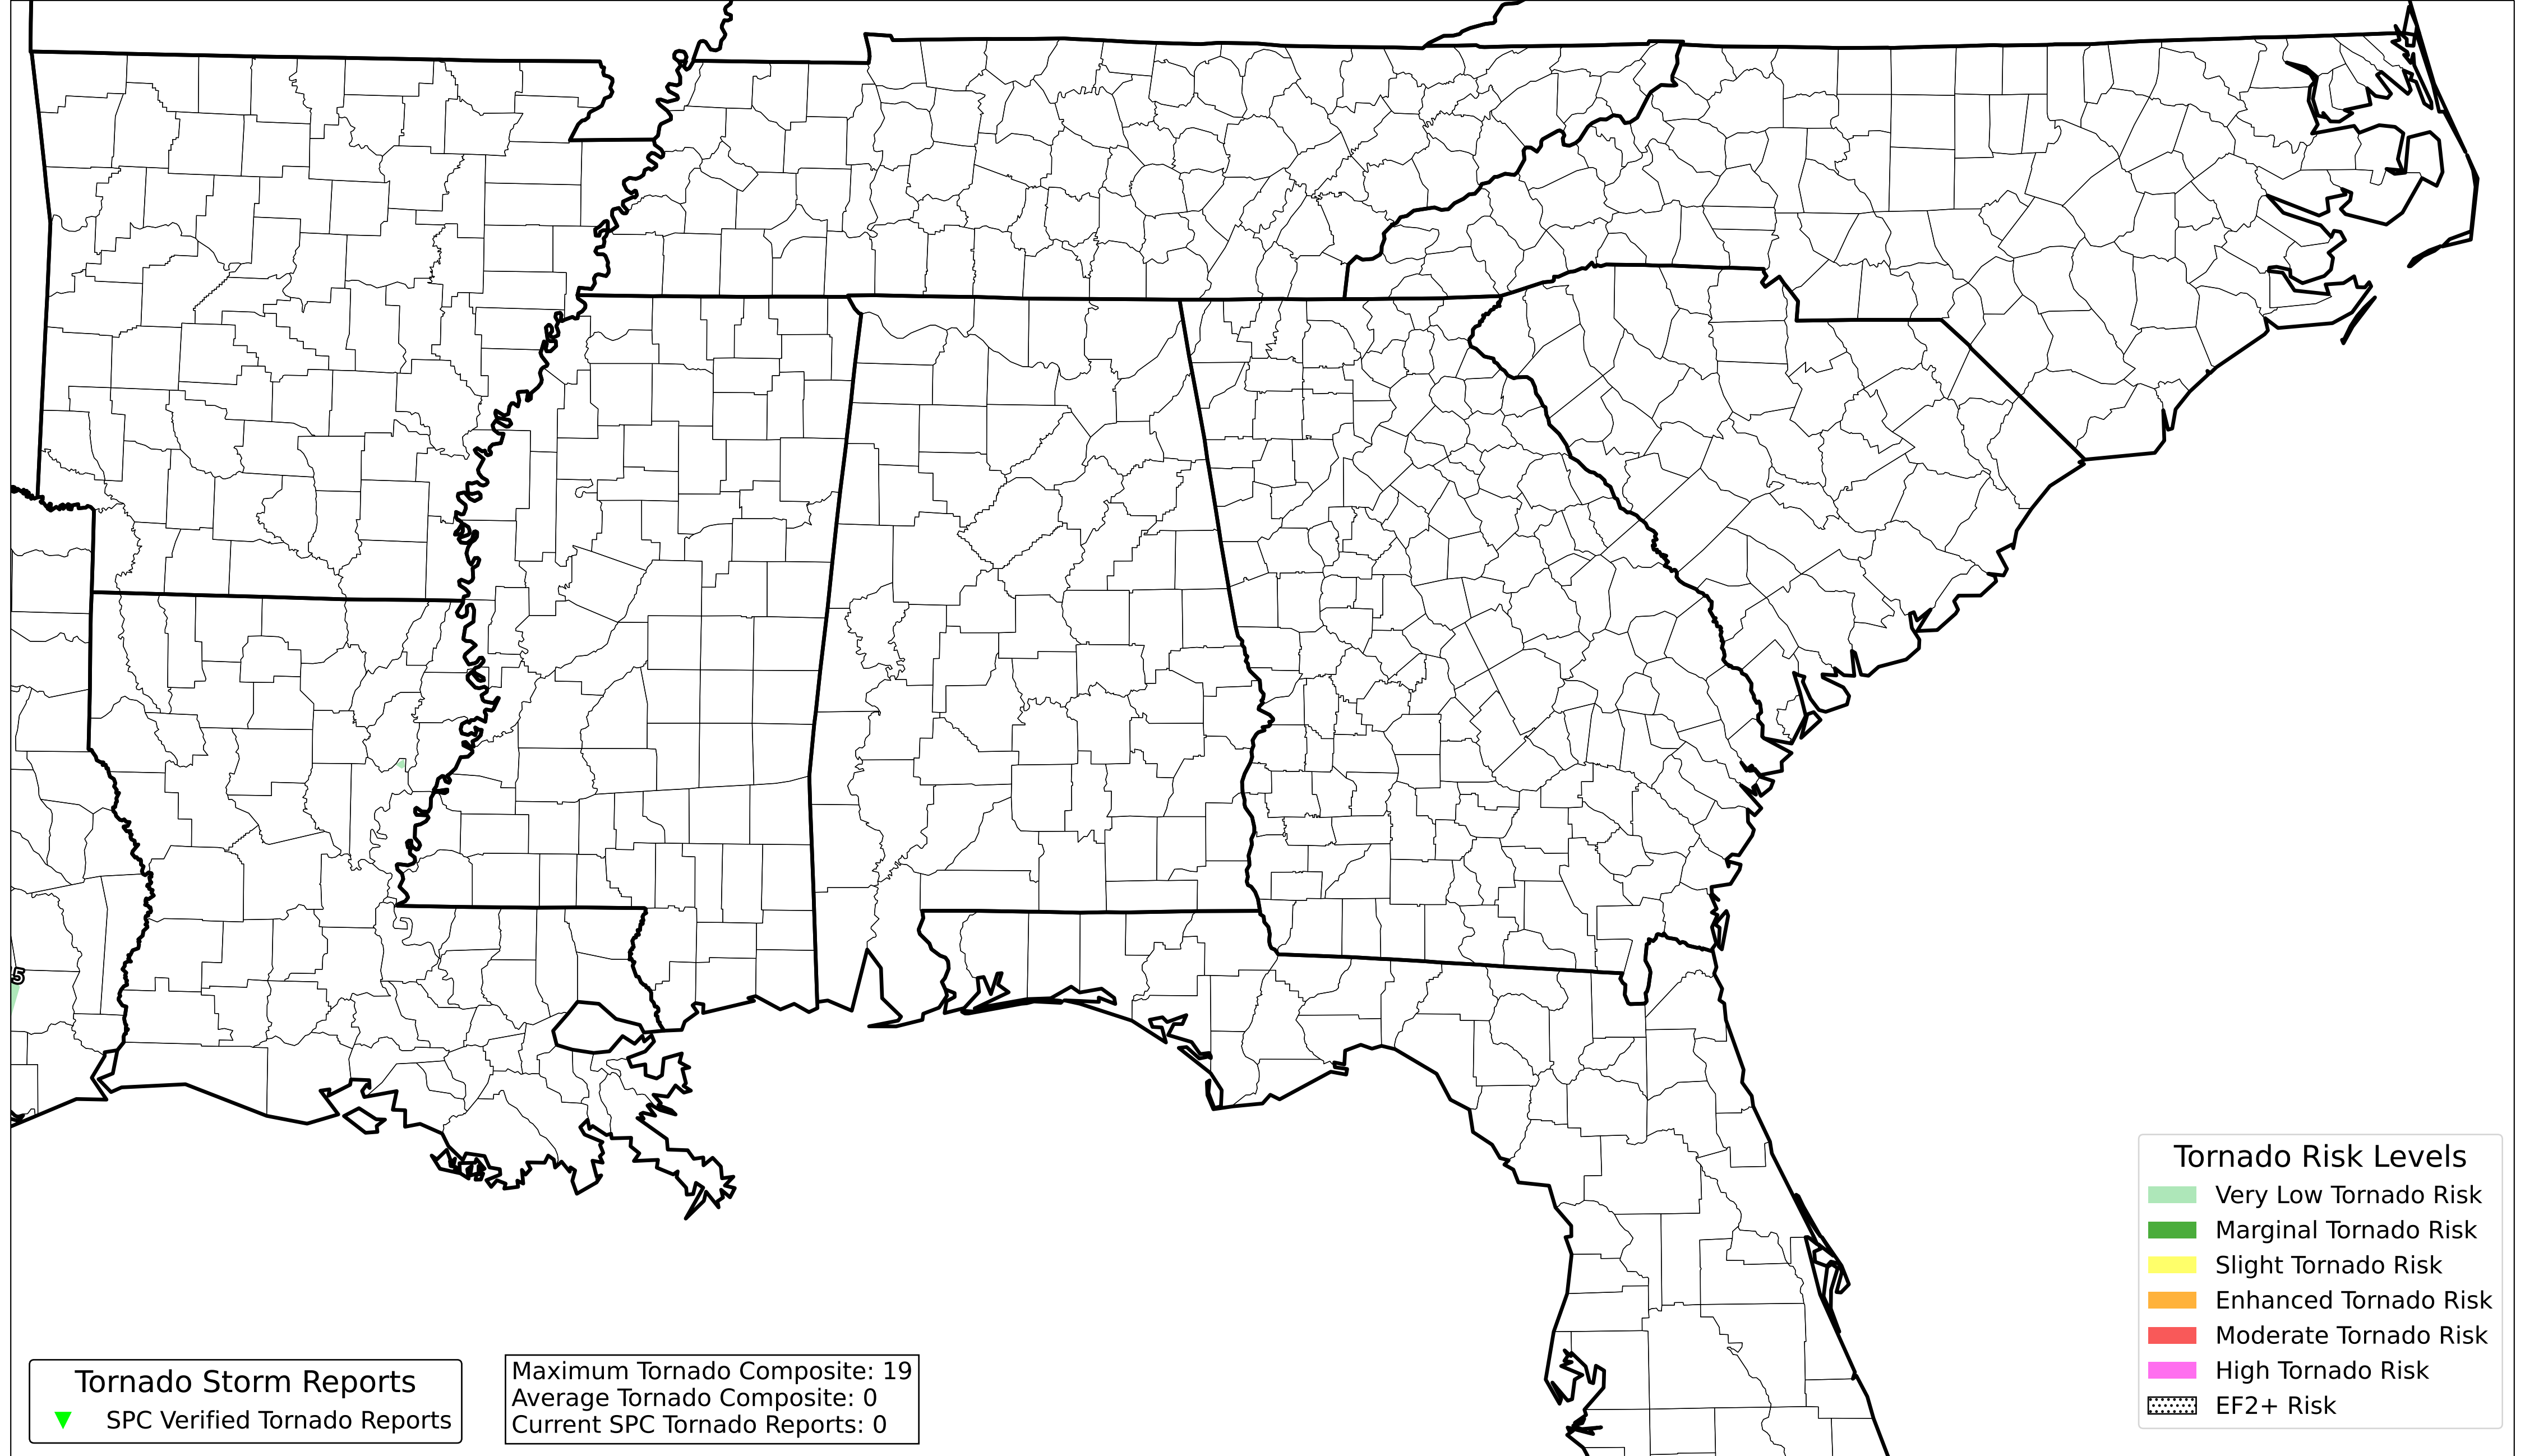 5
Tornado Risk Levels
Very Low Tornado Risk
Marginal Tornado Risk
Slight Tornado Risk
Enhanced Tornado Risk
Moderate Tornado Risk
High Tornado Risk
EF2+ Risk
Tornado Storm Reports
SPC Verified Tornado Reports
Maximum Tornado Composite: 19
Average Tornado Composite: 0
Current SPC Tornado Reports: 0